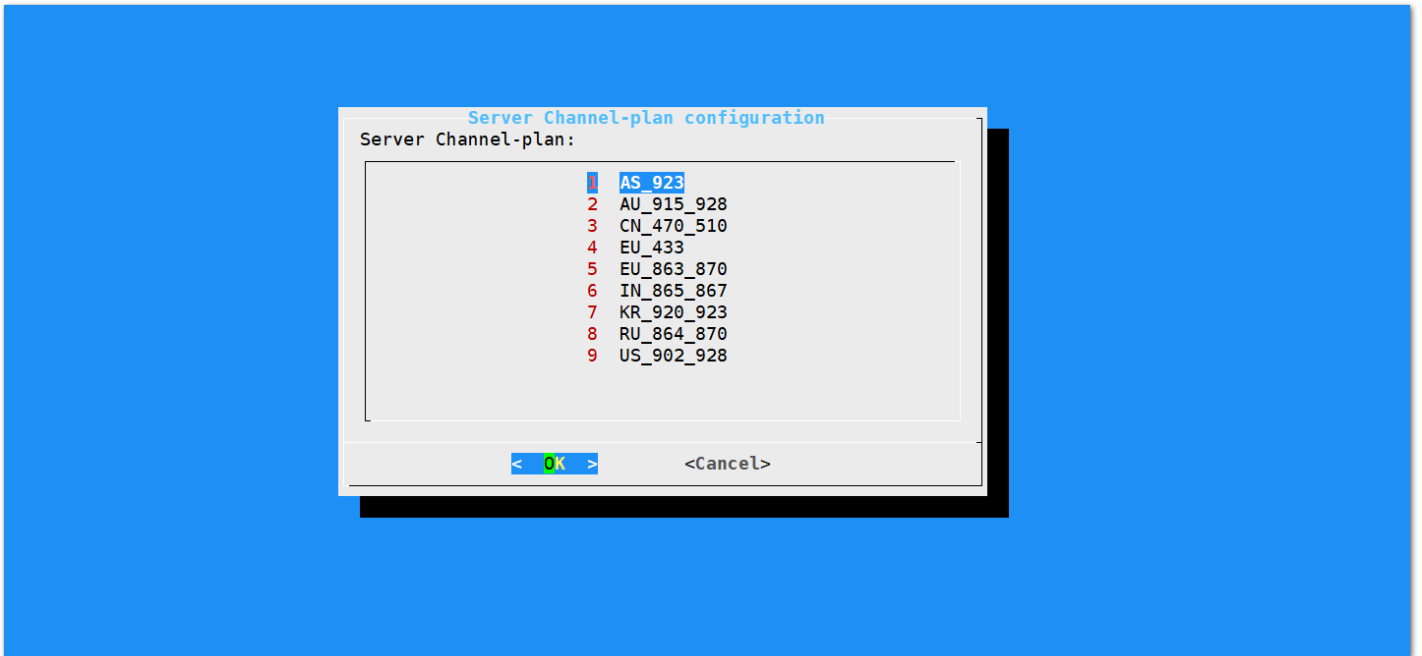 Server Channel-plan configuration
Server Channel-plan:
1 AS_923
2 AU_915_928
3 CN_470_510
4 EU_433
5 EU_863_870
6 IN_865_867
7 KR_920_923
8 RU_864_870
9 US_902_928
< OK > <Cancel>